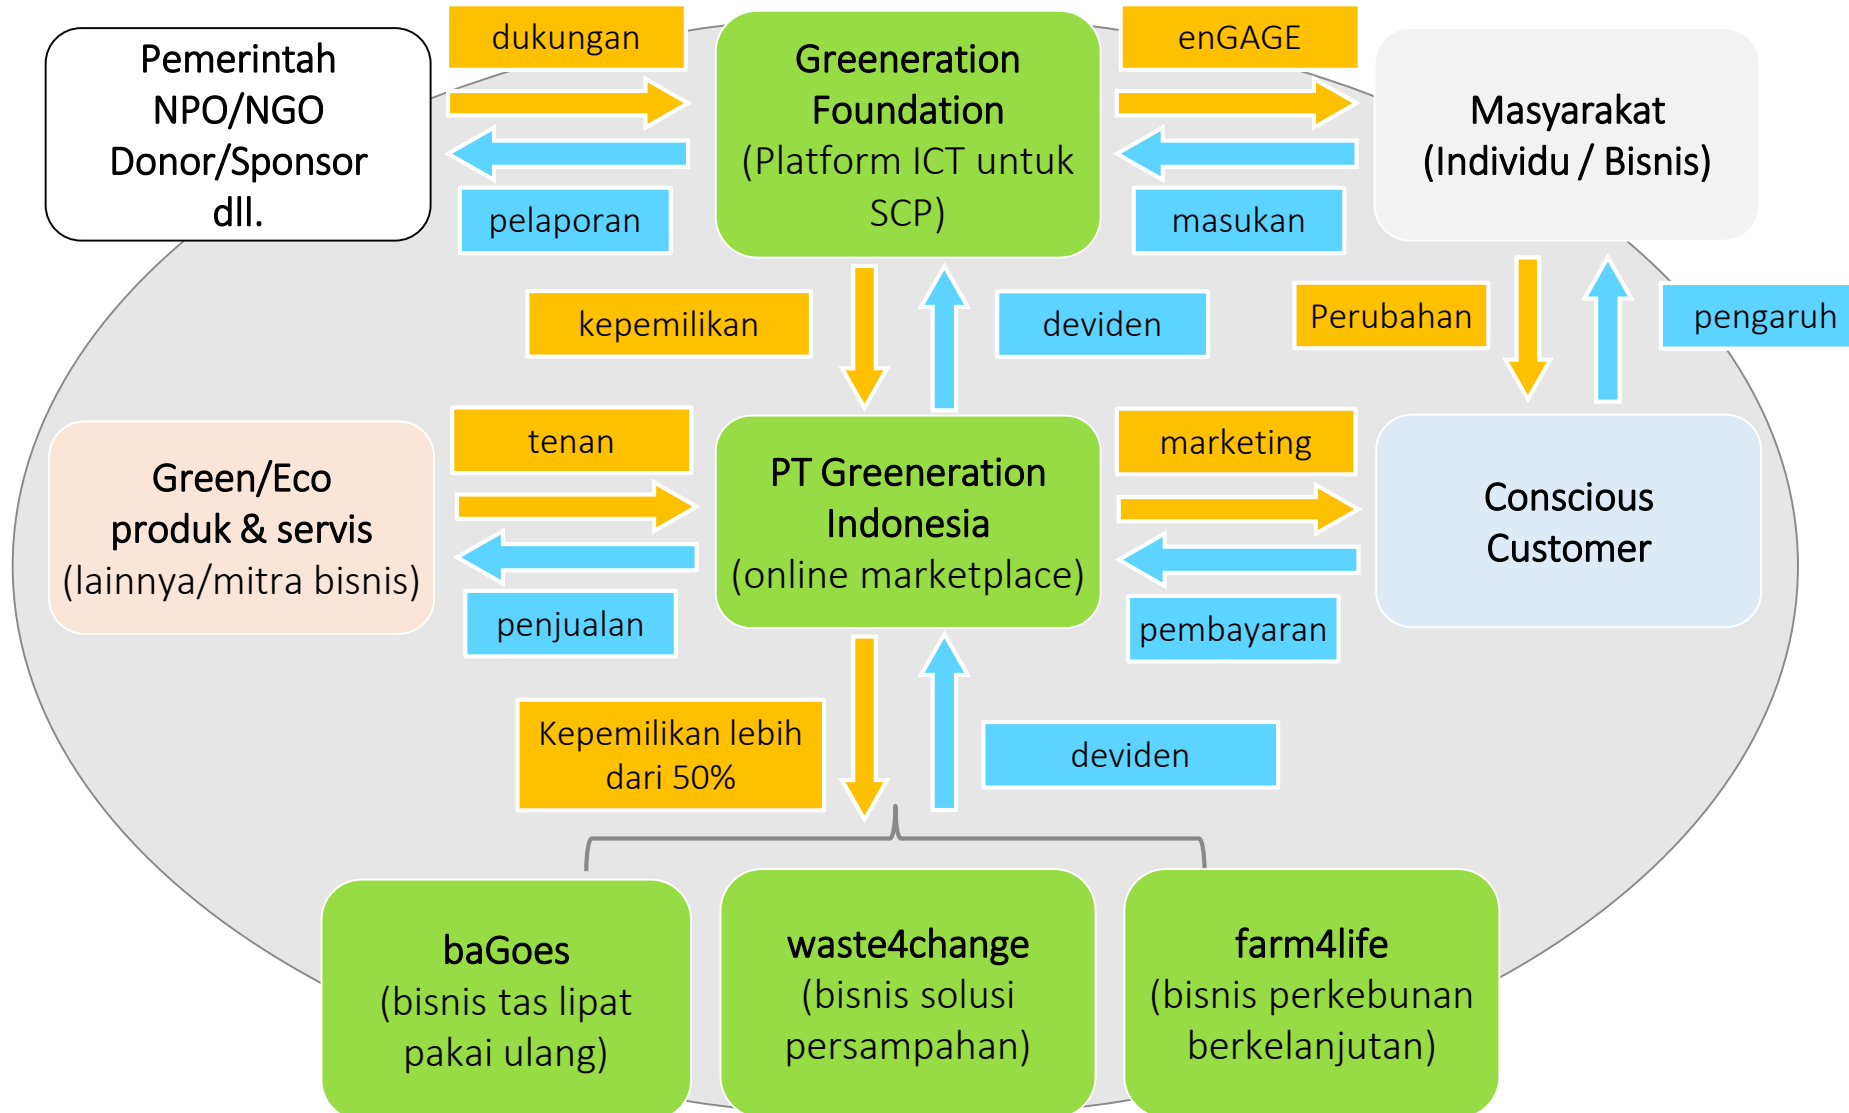 Pemerintah
NPO/NGO
Donor/Sponsor
dll.
dukungan
pelaporan
Greeneration
Foundation
(Platform ICT untuk
SCP)
enGAGE
masukan
Masyarakat
(Individu / Bisnis)
kepemilikan
deviden
Perubahan
pengaruh
Green/Eco
produk & servis
(lainnya/mitra bisnis)
tenan
penjualan
PT Greeneration
Indonesia
(online marketplace)
marketing
pembayaran
Conscious
Customer
Kepemilikan lebih
dari 50%
deviden
baGoes
(bisnis tas lipat
pakai ulang)
waste4change
(bisnis solusi
persampahan)
farm4life
(bisnis perkebunan
berkelanjutan)